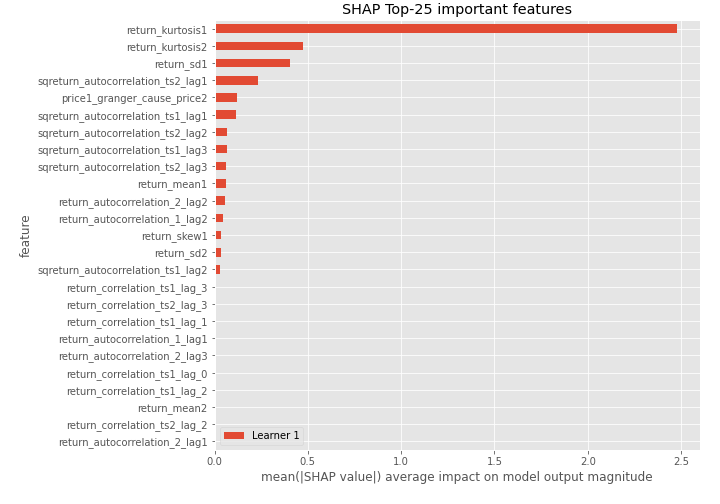 SHAP Top-25 important features
return_kurtosis1
return_kurtosis2
return_sd1
sqreturn_autocorrelation_ts2_lag1
price1_granger_cause_price2
sqreturn_autocorrelation_ts1_lag1
sqreturn_autocorrelation_ts2_lag2
sqreturn_autocorrelation_ts1_lag3
sqreturn_autocorrelation_ts2_lag3
return_mean1
return_autocorrelation_2_lag2
return_autocorrelation_1_lag2
return_skew1
return_sd2
sqreturn_autocorrelation_ts1_lag2
return_correlation_ts1_lag_3
return_correlation_ts2_lag_3
return_correlation_ts1_lag_1
return_autocorrelation_1_lag1
return_autocorrelation_2_lag3
return_correlation_ts1_lag_0
return_correlation_ts1_lag_2
return_mean2
return_correlation_ts2_lag_2
return_autocorrelation_2_lag1
feature
Learner 1
0.0 0.5 1.0 1.5 2.0 2.5
mean(|SHAP value|) average impact on model output magnitude